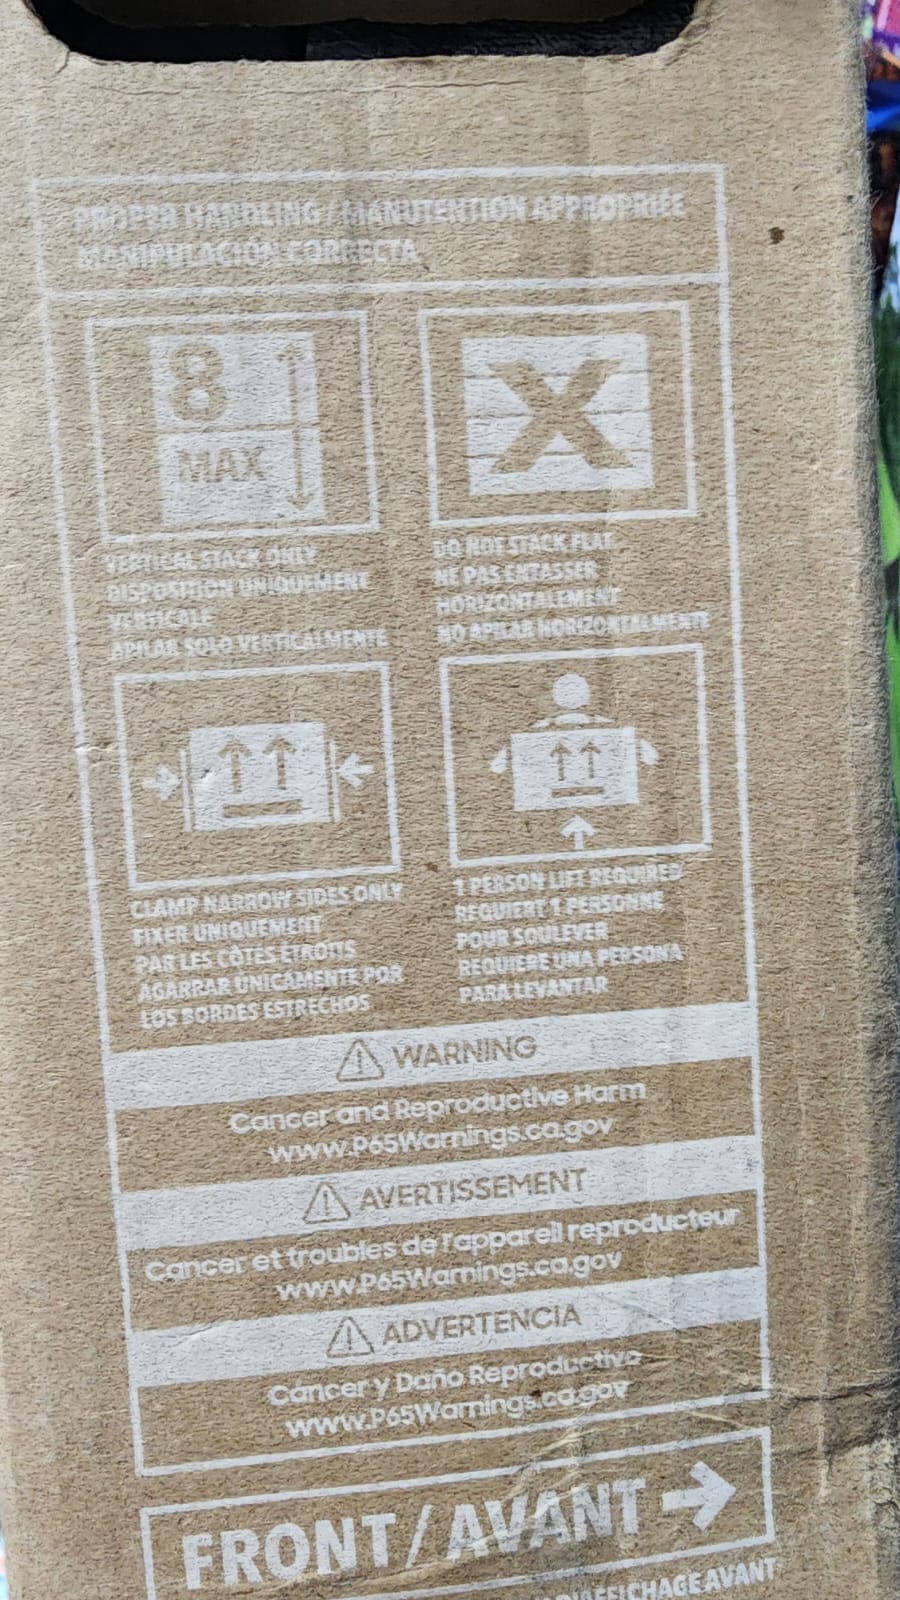 PROPER HANDLING / MANUTENTION APPROPRIÉE
MANIPULACIÓN CORRECTA
8
MAX
X
VERTICAL STACK ONLY
DISPOSITION UNIQUEMENT
VERTICALE
APILAR SOLO VERTICALMENTE
DO NOT STACK FLAT
NE PAS ENTASSER
HORIZONTALEMENT
NO APILAR HORIZONTALMENTE
CLAMP NARROW SIDES ONLY
FIXER UNIQUEMENT
PAR LES CÔTES ÉTROITS
AGARRAR ÚNICAMENTE POR
LOS BORDES ESTRECHOS
1 PERSON LIFT REQUIRED
REQUIERT 1 PERSONNE
POUR SOULEVER
REQUIERE UNA PERSONA
PARA LEVANTAR
WARNING
Cancer and Reproductive Harm
www.P65Warnings.ca.gov
AVERTISSEMENT
Cancer et troubles de l'appareil reproducteur
www.P65Warnings.ca.gov
ADVERTENCIA
Cáncer y Daño Reproductivo
www.P65Warnings.ca.gov
FRONT / AVANT
D'AFFICHAGE AVANT